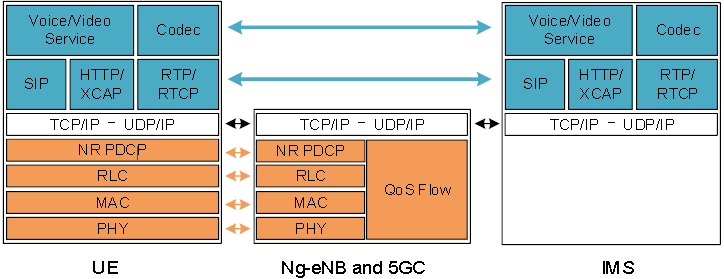 Voice/Video
Service
Codec
SIP
HTTP/
XCAP
RTP/
RTCP
TCP/IP – UDP/IP
NR PDCP
RLC
MAC
PHY
UE
TCP/IP – UDP/IP
NR PDCP
RLC
MAC
PHY
QoS Flow
Ng-eNB and 5GC
Voice/Video
Service
Codec
SIP
HTTP/
XCAP
RTP/
RTCP
TCP/IP – UDP/IP
IMS